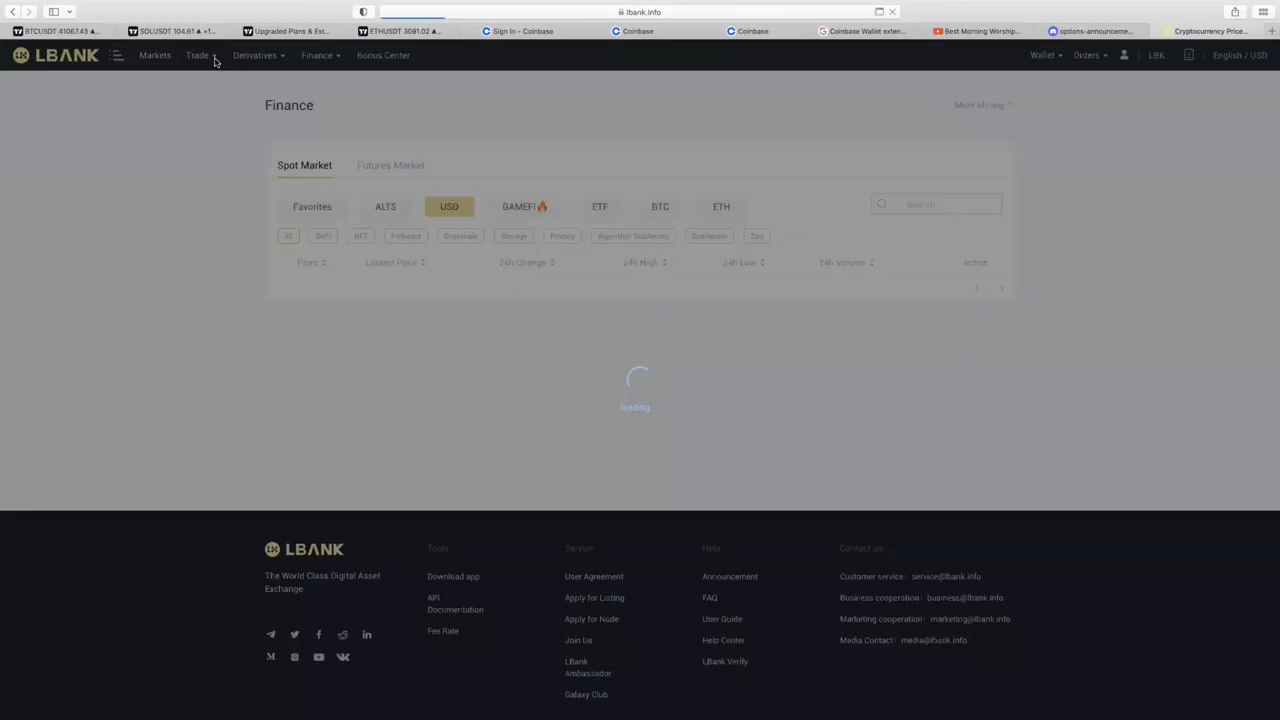 lbank.info
BTCUSDT 41067.43 ▲...
SOLUSDT 104.61 ▲ +1...
Upgraded Plans & Ext...
ETHUSDT 3081.02 ▲...
Sign In - Coinbase
Coinbase
Coinbase
Coinbase Wallet exten...
Best Morning Worship...
options-announceme...
Cryptocurrency Price...
LBANK
Markets
Trade
Derivatives
Finance
Bonus Center
Wallet
Orders
LBK
English / USD
Finance
More Mining >
Spot Market
Futures Market
Favorites
ALTS
USD
GAMEFI🔥
ETF
BTC
ETH
Search
All
DeFi
NFT
Polkadot
Grayscale
Storage
Privacy
Algorithm Stablecoin
Stablecoin
Zoo
Pairs
Lastest Price
24h Change
24h High
24h Low
24h Volume
Action
loading...
LBANK
The World Class Digital Asset
Exchange
Tools
Download app
API
Documentation
Fee Rate
Service
User Agreement
Apply for Listing
Apply for Node
Join Us
LBank
Ambassador
Galaxy Club
Help
Announcement
FAQ
User Guide
Help Center
LBank Verify
Contact us
Customer service: service@lbank.info
Business cooperation: business@lbank.info
Marketing cooperation: marketing@lbank.info
Media Contact: media@lbank.info